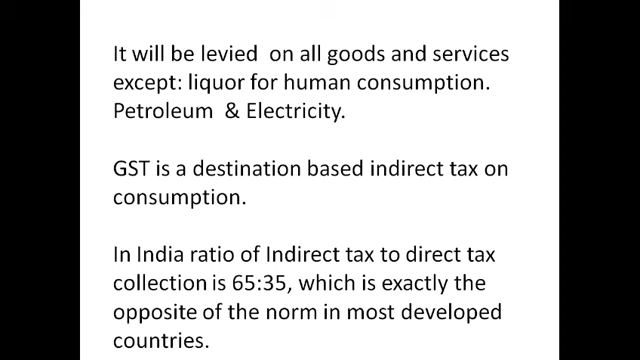 It will be levied  on all goods and services
except: liquor for human consumption.
Petroleum  & Electricity.
GST is a destination based indirect tax on
consumption.
In India ratio of Indirect tax to direct tax
collection is 65:35, which is exactly the
opposite of the norm in most developed
countries.